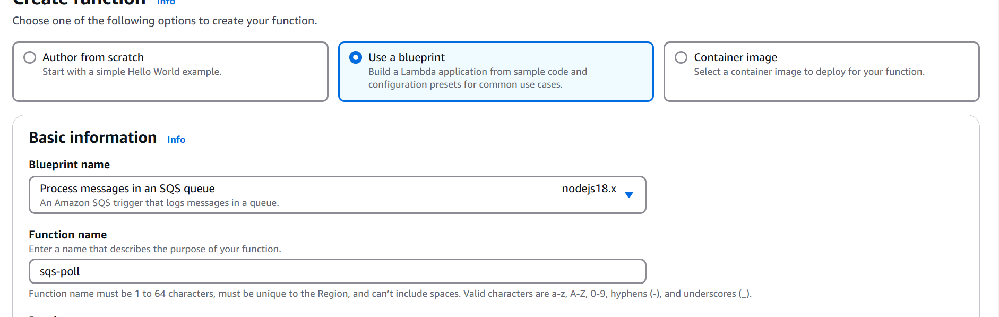 Create function Info
Choose one of the following options to create your function.
Author from scratch
Start with a simple Hello World example.
Use a blueprint
Build a Lambda application from sample code and
configuration presets for common use cases.
Container image
Select a container image to deploy for your function.
Basic information Info
Blueprint name
Process messages in an SQS queue nodejs18.x
An Amazon SQS trigger that logs messages in a queue.
Function name
Enter a name that describes the purpose of your function.
sqs-poll
Function name must be 1 to 64 characters, must be unique to the Region, and can’t include spaces. Valid characters are a-z, A-Z, 0-9, hyphens (-), and underscores (_).